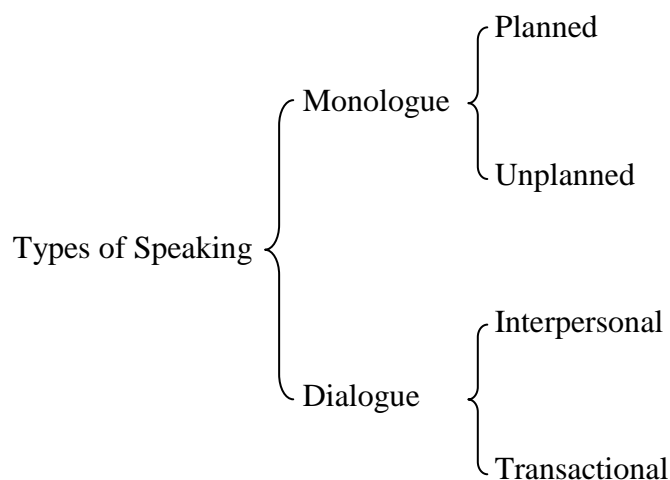 Planned
Monologue
Unplanned
Types of Speaking
Interpersonal
Dialogue
Transactional